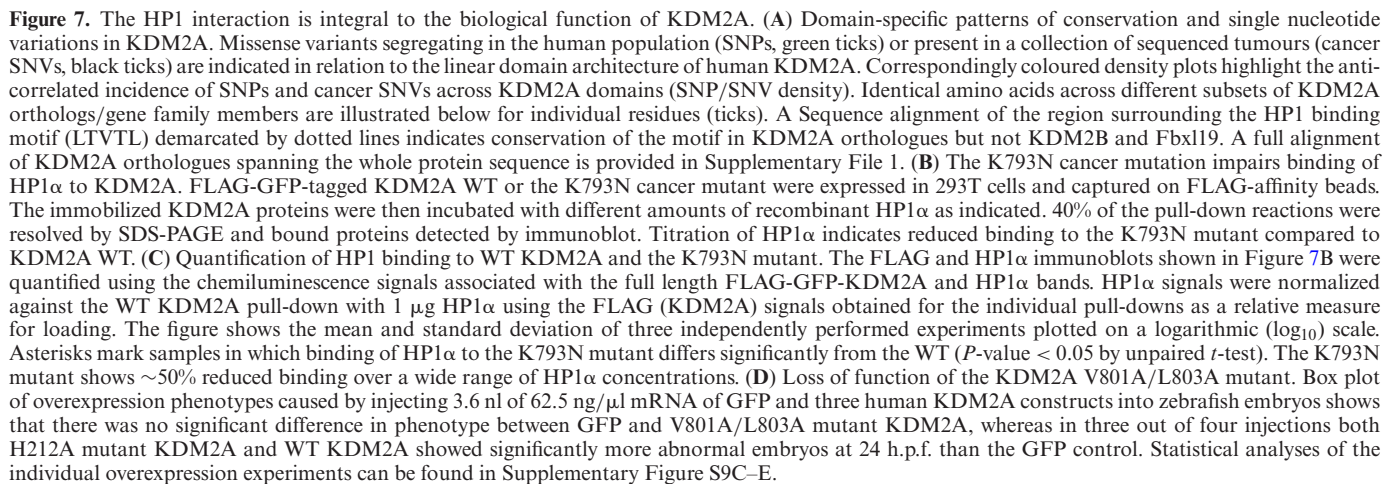 Figure 7. The HP1 interaction is integral to the biological function of KDM2A. (A) Domain-specific patterns of conservation and single nucleotide
variations in KDM2A. Missense variants segregating in the human population (SNPs, green ticks) or present in a collection of sequenced tumours (cancer
SNVs, black ticks) are indicated in relation to the linear domain architecture of human KDM2A. Correspondingly coloured density plots highlight the anti-
correlated incidence of SNPs and cancer SNVs across KDM2A domains (SNP/SNV density). Identical amino acids across different subsets of KDM2A
orthologs/gene family members are illustrated below for individual residues (ticks). A Sequence alignment of the region surrounding the HP1 binding
motif (LTVTL) demarcated by dotted lines indicates conservation of the motif in KDM2A orthologues but not KDM2B and Fbxl19. A full alignment
of KDM2A orthologues spanning the whole protein sequence is provided in Supplementary File 1. (B) The K793N cancer mutation impairs binding of
HP1α to KDM2A. FLAG-GFP-tagged KDM2A WT or the K793N cancer mutant were expressed in 293T cells and captured on FLAG-affinity beads.
The immobilized KDM2A proteins were then incubated with different amounts of recombinant HP1α as indicated. 40% of the pull-down reactions were
resolved by SDS-PAGE and bound proteins detected by immunoblot. Titration of HP1α indicates reduced binding to the K793N mutant compared to
KDM2A WT. (C) Quantification of HP1 binding to WT KDM2A and the K793N mutant. The FLAG and HP1α immunoblots shown in Figure 7B were
quantified using the chemiluminescence signals associated with the full length FLAG-GFP-KDM2A and HP1α bands. HP1α signals were normalized
against the WT KDM2A pull-down with 1 μg HP1α using the FLAG (KDM2A) signals obtained for the individual pull-downs as a relative measure
for loading. The figure shows the mean and standard deviation of three independently performed experiments plotted on a logarithmic (log₁₀) scale.
Asterisks mark samples in which binding of HP1α to the K793N mutant differs significantly from the WT (P-value < 0.05 by unpaired t-test). The K793N
mutant shows ∼50% reduced binding over a wide range of HP1α concentrations. (D) Loss of function of the KDM2A V801A/L803A mutant. Box plot
of overexpression phenotypes caused by injecting 3.6 nl of 62.5 ng/μl mRNA of GFP and three human KDM2A constructs into zebrafish embryos shows
that there was no significant difference in phenotype between GFP and V801A/L803A mutant KDM2A, whereas in three out of four injections both
H212A mutant KDM2A and WT KDM2A showed significantly more abnormal embryos at 24 h.p.f. than the GFP control. Statistical analyses of the
individual overexpression experiments can be found in Supplementary Figure S9C–E.